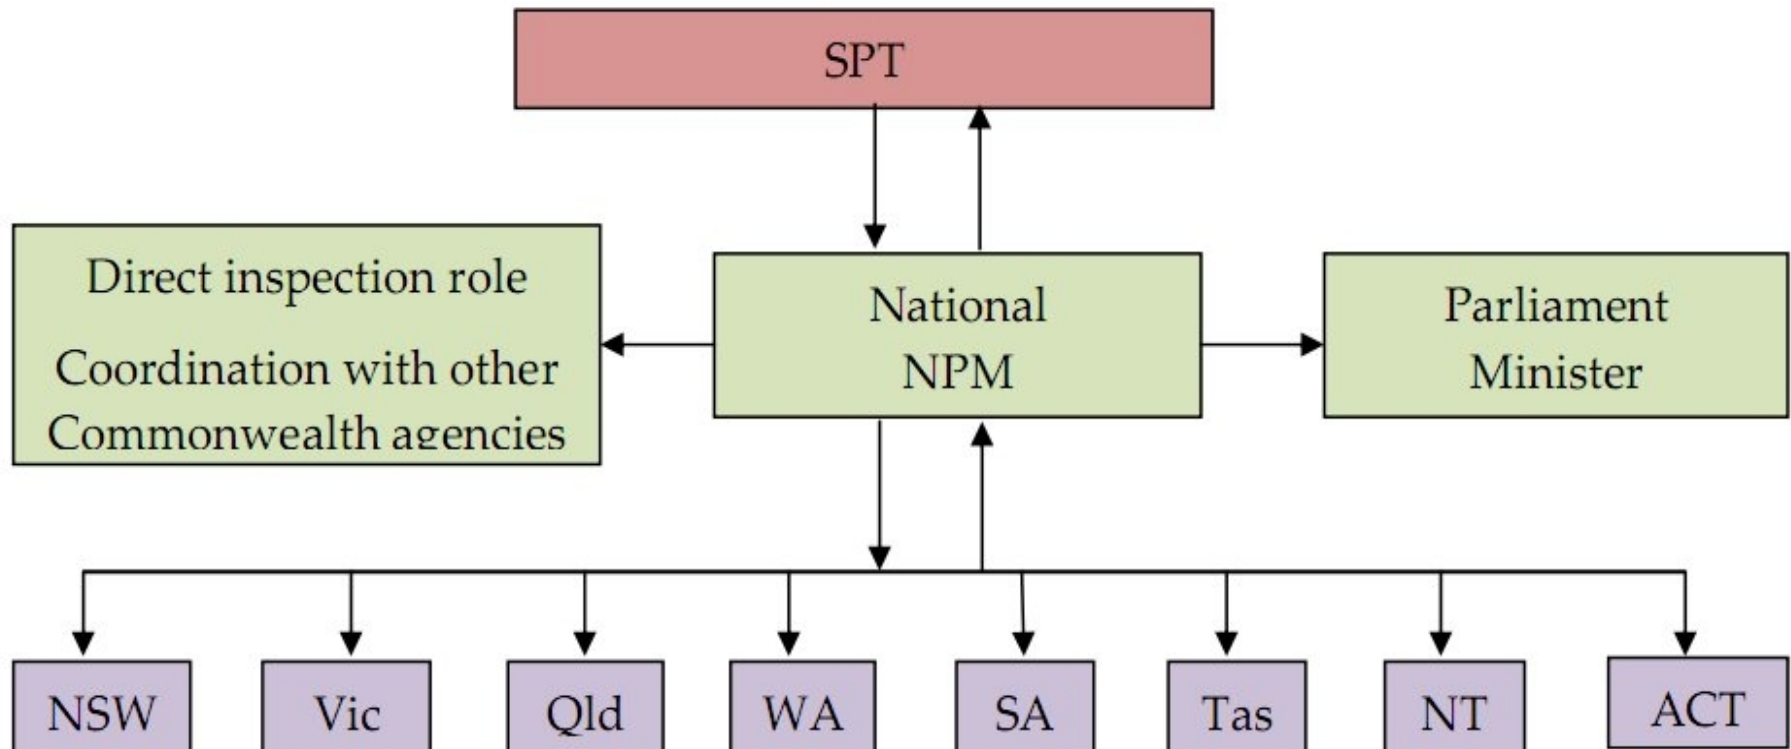 SPT
Direct inspection role
Coordination with other
Commonwealth agencies
National
NPM
Parliament
Minister
NSW
Vic
Qld
WA
SA
Tas
NT
ACT